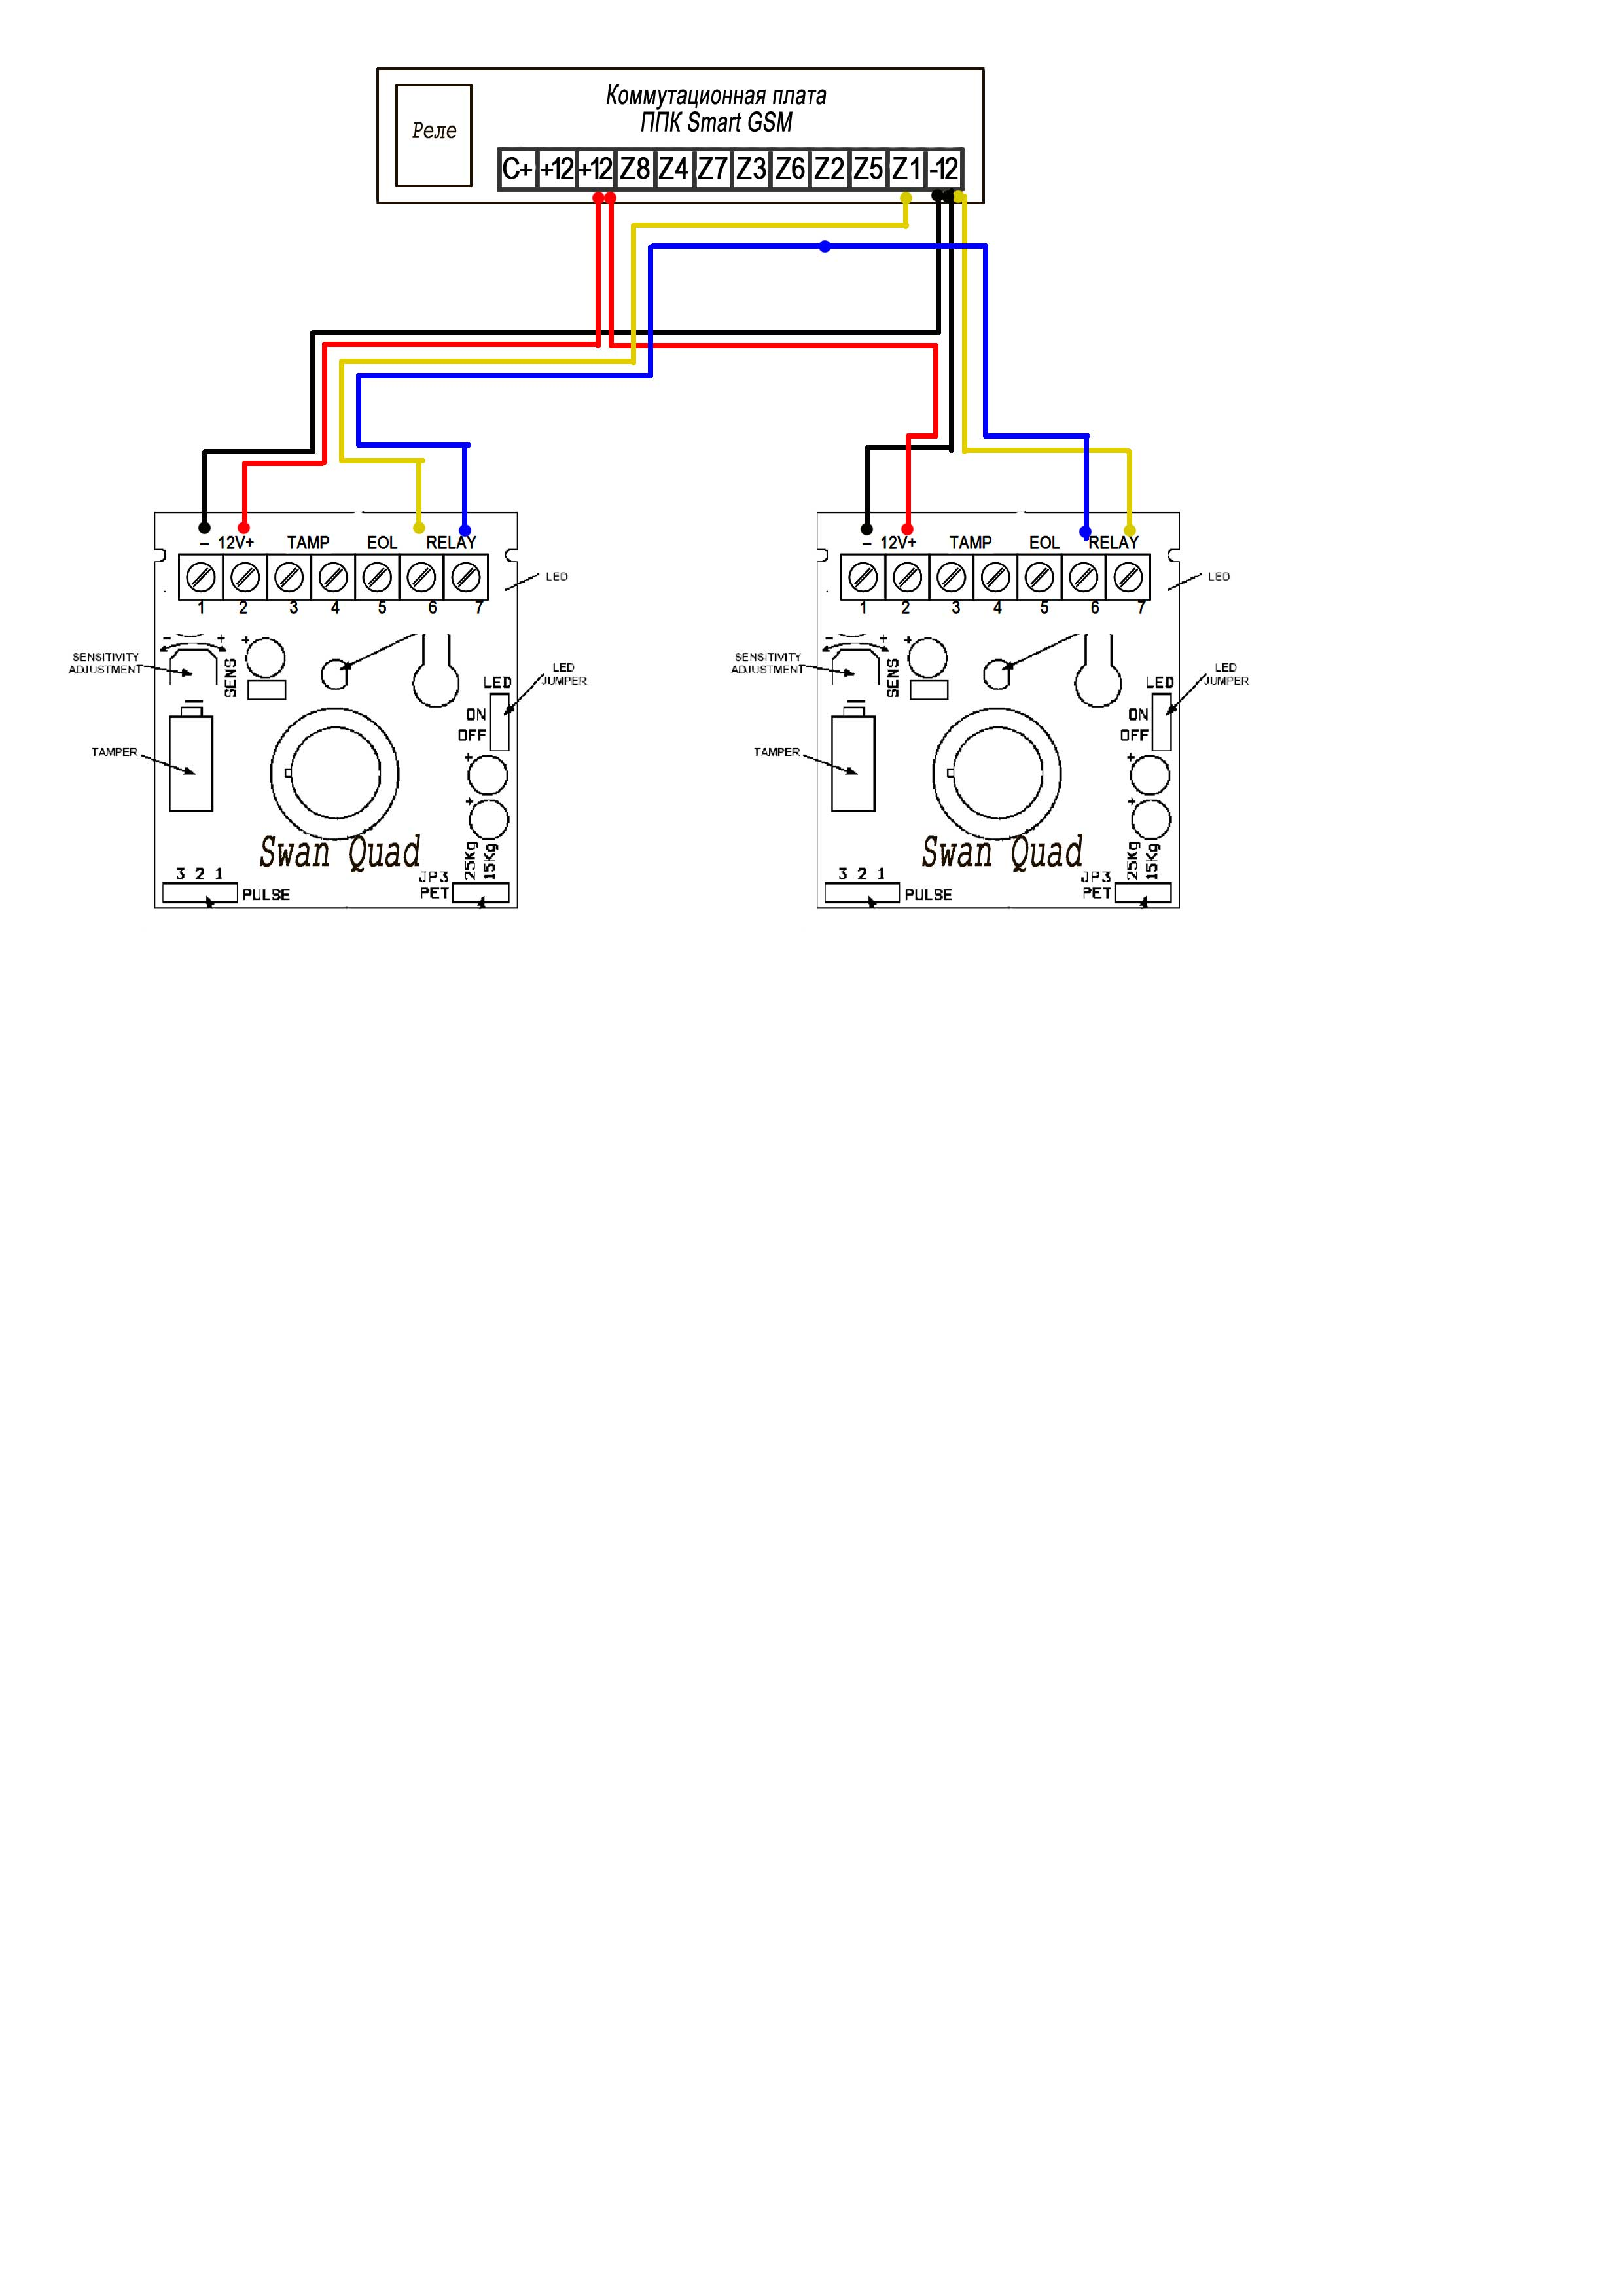 Коммутационная плата
ППК Smart GSM
Реле
C+ +12 +12 Z8 Z4 Z7 Z3 Z6 Z2 Z5 Z1 -12
– 12V+ TAMP EOL RELAY
1 2 3 4 5 6 7
LED
- + +
SENSITIVITY
ADJUSTMENT
SENS
LED
JUMPER
LED
ON
OFF
TAMPER
+
+
Swan Quad
25Kg
15Kg
3 2 1
PULSE
JP3
PET
– 12V+ TAMP EOL RELAY
1 2 3 4 5 6 7
LED
- + +
SENSITIVITY
ADJUSTMENT
SENS
LED
JUMPER
LED
ON
OFF
TAMPER
+
+
Swan Quad
25Kg
15Kg
3 2 1
PULSE
JP3
PET